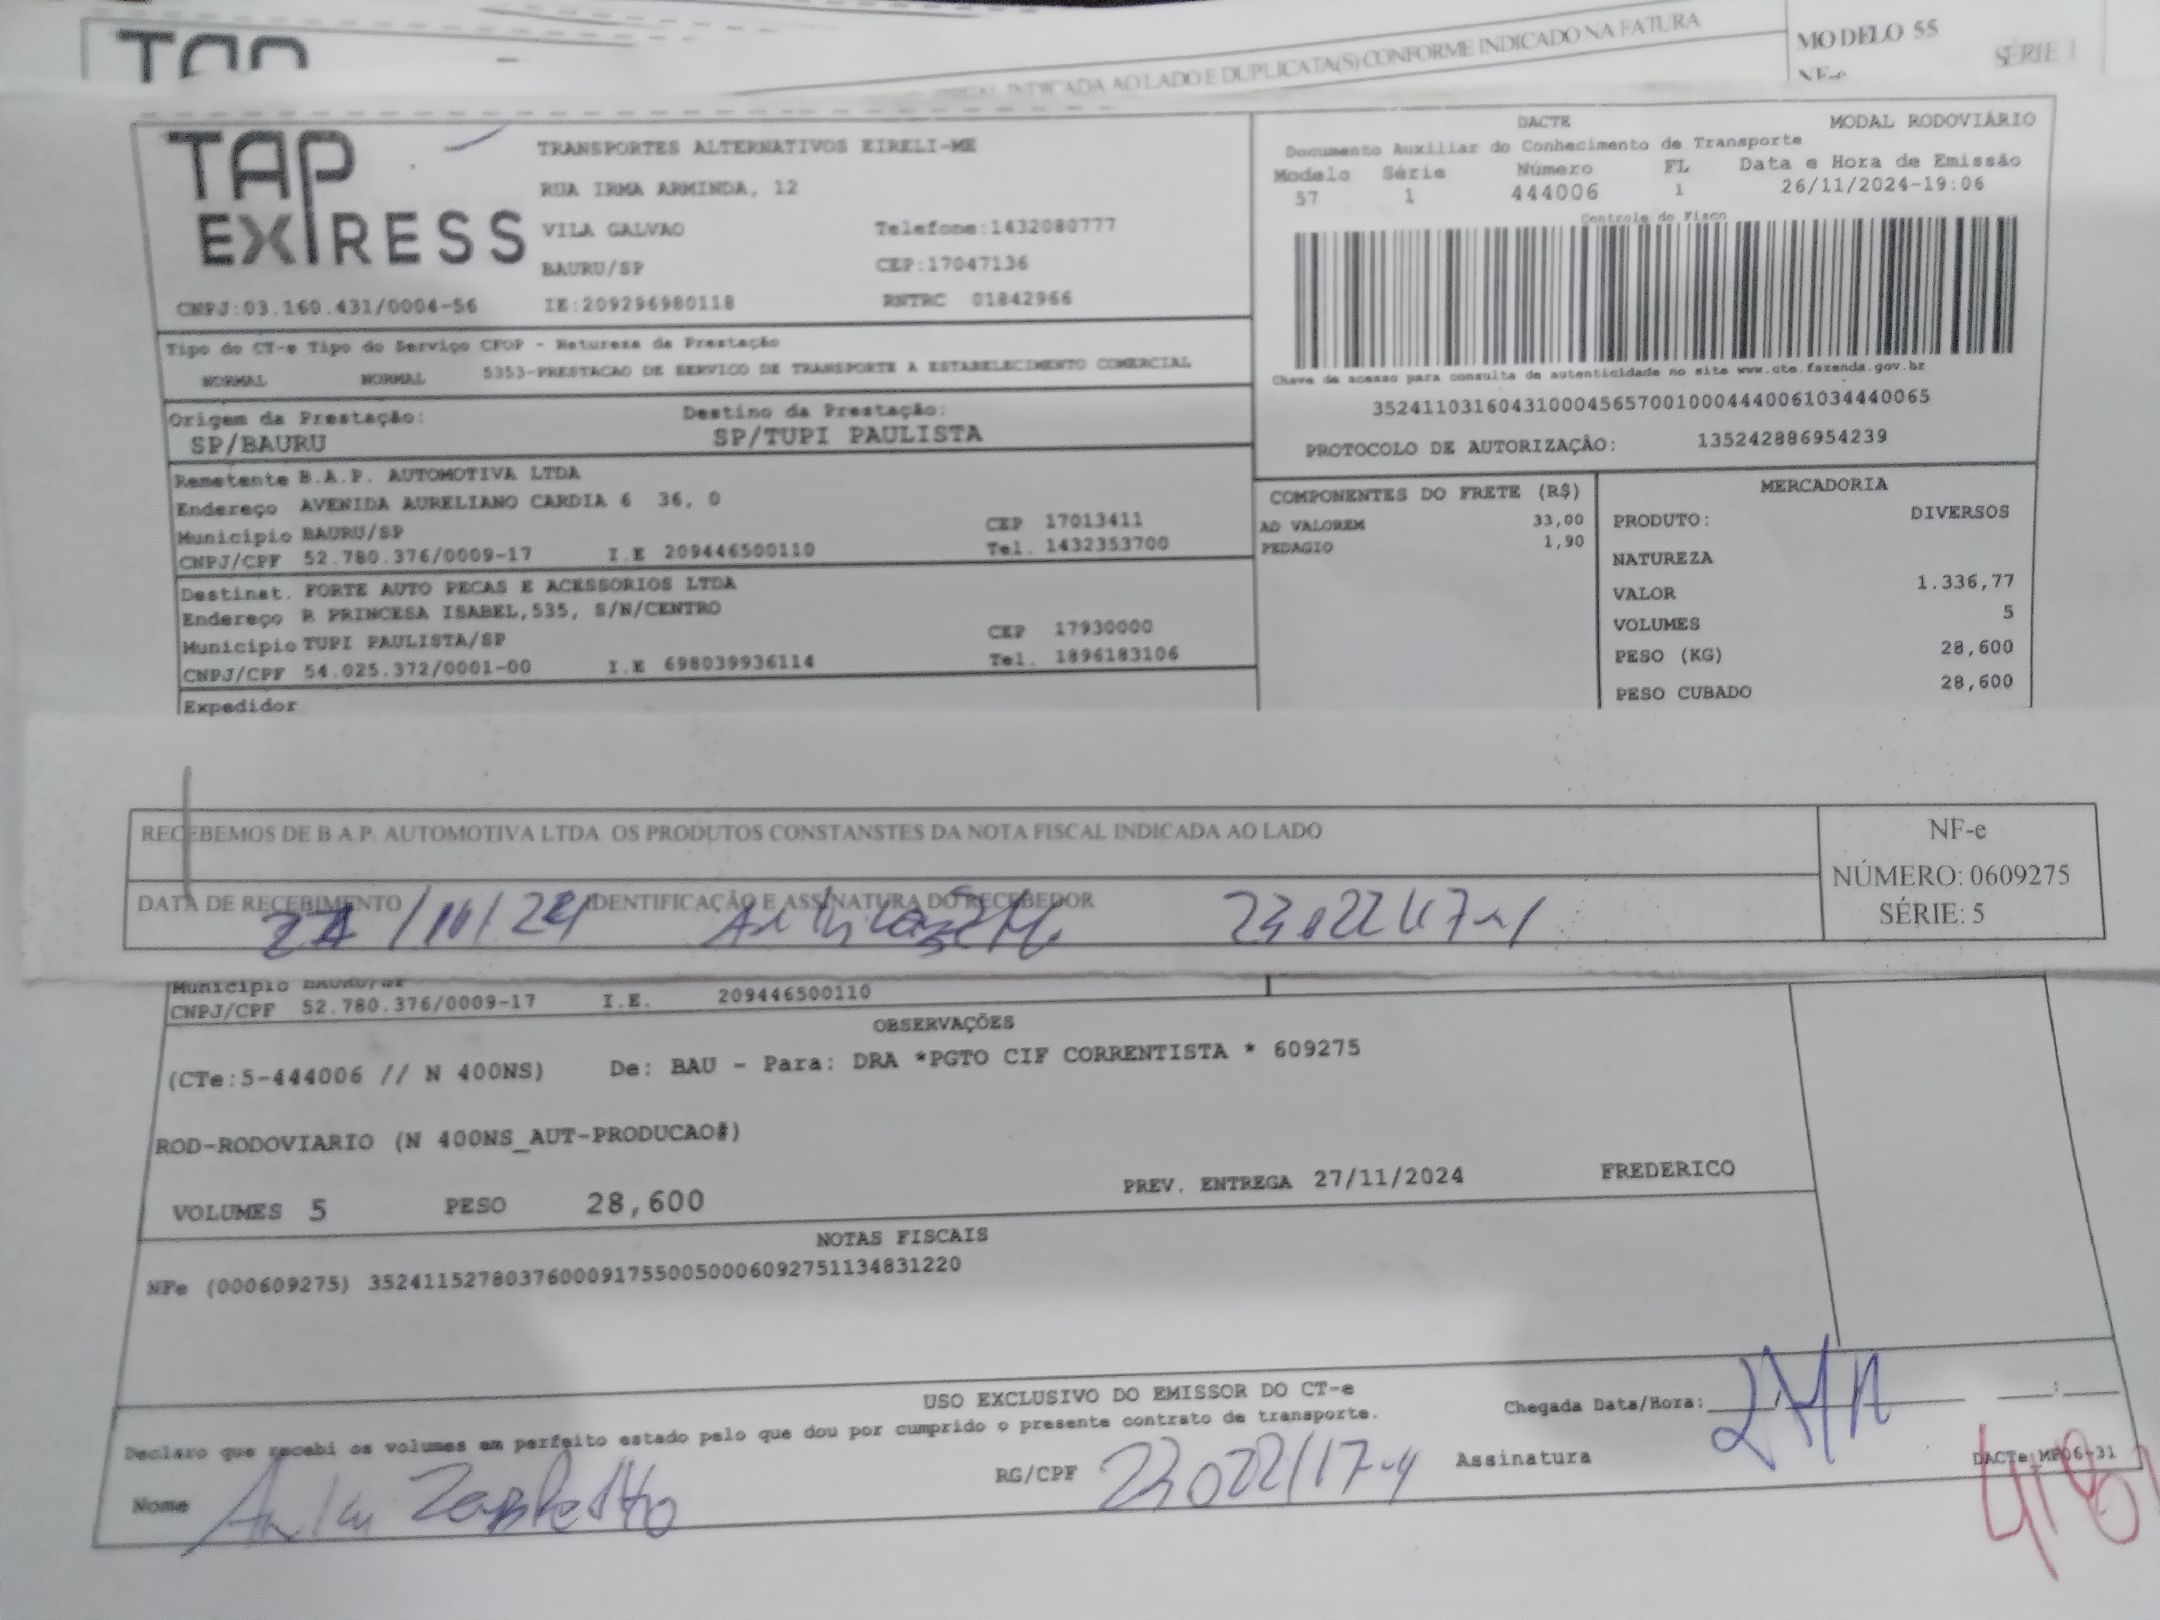 TAP
INDICADA AO LADO E DUPLICATA(S) CONFORME INDICADO NA FATURA
MODELO 55
SÉRIE 1
NF-e
TAP EXPRESS
TRANSPORTES ALTERNATIVOS EIRELI-ME
RUA IRMA ARMINDA, 12
VILA GALVAO Telefone:1432080777
BAURU/SP CEP:17047136
CNPJ:03.160.431/0004-56 IE:209296980118 RNTRC 01842966
DACTE MODAL RODOVIÁRIO
Documento Auxiliar do Conhecimento de Transporte
Modelo Série Número FL Data e Hora de Emissão
57 1 444006 1 26/11/2024-19:06
Controle do Fisco
Chave de acesso para consulta de autenticidade no site www.cte.fazenda.gov.br
35241103160431000456570010004440061034440065
PROTOCOLO DE AUTORIZAÇÃO: 135242886954239
Tipo do CT-e Tipo do Serviço CFOP - Natureza da Prestação
NORMAL NORMAL 5353-PRESTACAO DE SERVICO DE TRANSPORTE A ESTABELECIMENTO COMERCIAL
Origem da Prestação: Destino da Prestação:
SP/BAURU SP/TUPI PAULISTA
Remetente B.A.P. AUTOMOTIVA LTDA
Endereço AVENIDA AURELIANO CARDIA 6 36, 0
Município BAURU/SP CEP 17013411
CNPJ/CPF 52.780.376/0009-17 I.E 209446500110 Tel. 1432353700
Destinat. FORTE AUTO PECAS E ACESSORIOS LTDA
Endereço R PRINCESA ISABEL,535, S/N/CENTRO
Município TUPI PAULISTA/SP CEP 17930000
CNPJ/CPF 54.025.372/0001-00 I.E 698039936114 Tel. 1896183106
Expedidor
COMPONENTES DO FRETE (R$)
AD VALOREM 33,00
PEDAGIO 1,90
MERCADORIA
PRODUTO: DIVERSOS
NATUREZA
VALOR 1.336,77
VOLUMES 5
PESO (KG) 28,600
PESO CUBADO 28,600
RECEBEMOS DE B A P. AUTOMOTIVA LTDA OS PRODUTOS CONSTANSTES DA NOTA FISCAL INDICADA AO LADO
DATA DE RECEBIMENTO IDENTIFICAÇÃO E ASSINATURA DO RECEBEDOR
NF-e
NÚMERO: 0609275
SÉRIE: 5
Município BAURU/SP
CNPJ/CPF 52.780.376/0009-17 I.E. 209446500110
OBSERVAÇÕES
(CTe:5-444006 // N 400NS) De: BAU - Para: DRA *PGTO CIF CORRENTISTA * 609275
ROD-RODOVIARIO (N 400NS_AUT-PRODUCAO#)
VOLUMES 5 PESO 28,600 PREV. ENTREGA 27/11/2024 FREDERICO
NOTAS FISCAIS
NFe (000609275) 35241152780376000917550050006092751134831220
USO EXCLUSIVO DO EMISSOR DO CT-e
Declaro que recebi os volumes em perfeito estado pelo que dou por cumprido o presente contrato de transporte.
Chegada Data/Hora:
Nome RG/CPF Assinatura
DACTe MP06-31